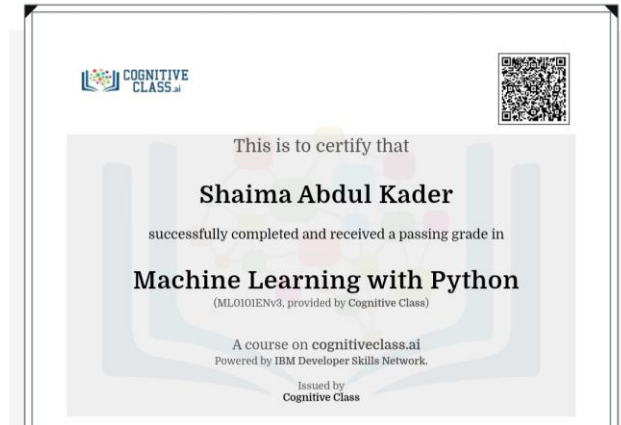 COGNITIVE
CLASS.ai
This is to certify that
Shaima Abdul Kader
successfully completed and received a passing grade in
Machine Learning with Python
(ML0101ENv3, provided by Cognitive Class)
A course on cognitiveclass.ai
Powered by IBM Developer Skills Network.
Issued by
Cognitive Class